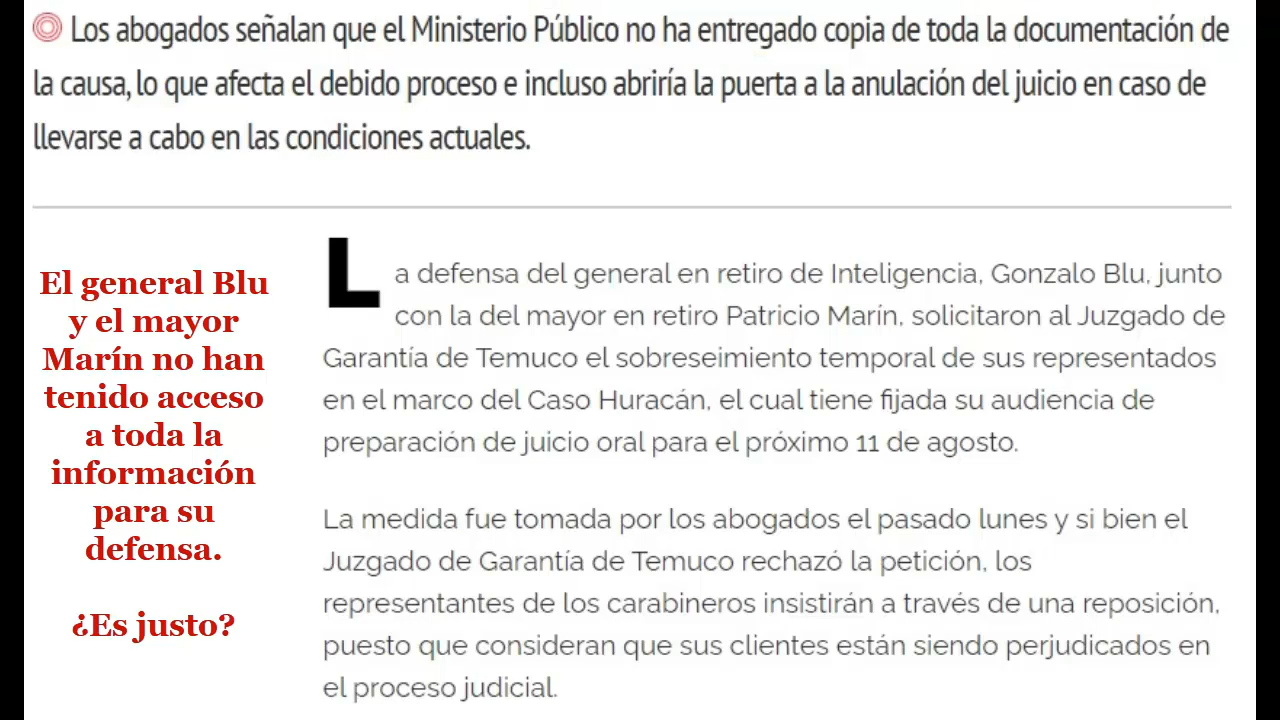 Los abogados señalan que el Ministerio Público no ha entregado copia de toda la documentación de
la causa, lo que afecta el debido proceso e incluso abriría la puerta a la anulación del juicio en caso de
llevarse a cabo en las condiciones actuales.
El general Blu
y el mayor
Marín no han
tenido acceso
a toda la
información
para su
defensa.
¿Es justo?
La defensa del general en retiro de Inteligencia, Gonzalo Blu, junto
con la del mayor en retiro Patricio Marín, solicitaron al Juzgado de
Garantía de Temuco el sobreseimiento temporal de sus representados
en el marco del Caso Huracán, el cual tiene fijada su audiencia de
preparación de juicio oral para el próximo 11 de agosto.
La medida fue tomada por los abogados el pasado lunes y si bien el
Juzgado de Garantía de Temuco rechazó la petición, los
representantes de los carabineros insistirán a través de una reposición,
puesto que consideran que sus clientes están siendo perjudicados en
el proceso judicial.